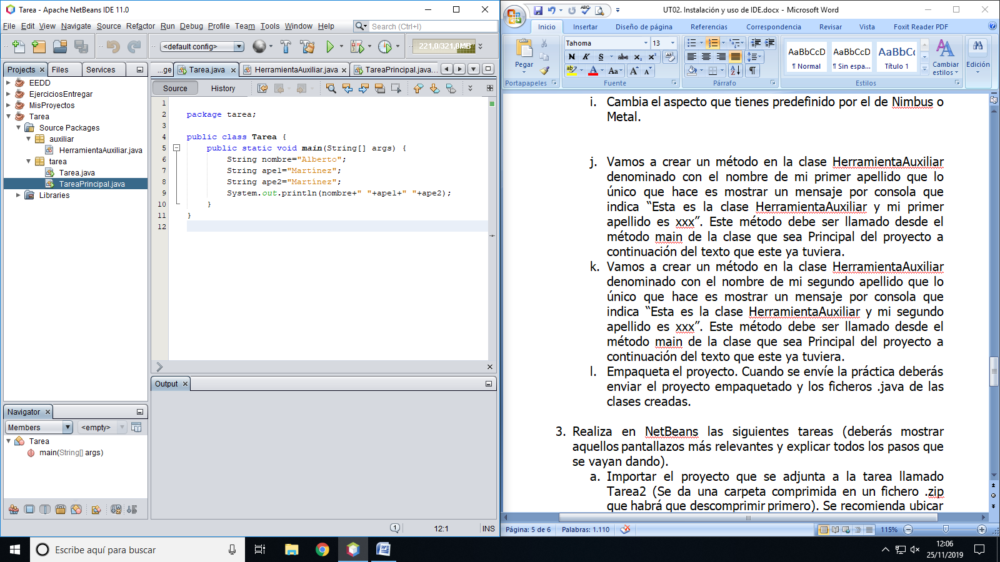 Tarea - Apache NetBeans IDE 11.0
File Edit View Navigate Source Refactor Run Debug Profile Team Tools Window Help
Search (Ctrl+I)
<default config>
221,0/321,0MB
Projects Files Services
EEDD
EjerciciosEntregar
MisProyectos
Tarea
Source Packages
auxiliar
HerramientaAuxiliar.java
tarea
Tarea.java
TareaPrincipal.java
Libraries
...ge Tarea.java HerramientaAuxiliar.java TareaPrincipal.java...
Source History
1
2 package tarea;
3
4 public class Tarea {
5 public static void main(String[] args) {
6 String nombre="Alberto";
7 String ape1="Martínez";
8 String ape2="Martínez";
9 System.out.println(nombre+" "+ape1+" "+ape2);
10 }
11 }
12
Output
Navigator
Members <empty>
Tarea
main(String[] args)
1 12:1 INS
UT02. Instalación y uso de IDE.docx - Microsoft Word
Inicio Insertar Diseño de página Referencias Correspondencia Revisar Vista Foxit Reader PDF
Pegar
Portapapeles
Tahoma 13
N K S abc x₂ x²
ab A Aa A A
Fuente
Párrafo
AaBbCcD AaBbCcD AaBbCc
¶ Normal ¶ Sin espa... Título 1
Cambiar estilos
Estilos
Edición
i. Cambia el aspecto que tienes predefinido por el de Nimbus o
Metal.
j. Vamos a crear un método en la clase HerramientaAuxiliar
denominado con el nombre de mi primer apellido que lo
único que hace es mostrar un mensaje por consola que
indica “Esta es la clase HerramientaAuxiliar y mi primer
apellido es xxx”. Este método debe ser llamado desde el
método main de la clase que sea Principal del proyecto a
continuación del texto que este ya tuviera.
k. Vamos a crear un método en la clase HerramientaAuxiliar
denominado con el nombre de mi segundo apellido que lo
único que hace es mostrar un mensaje por consola que
indica “Esta es la clase HerramientaAuxiliar y mi segundo
apellido es xxx”. Este método debe ser llamado desde el
método main de la clase que sea Principal del proyecto a
continuación del texto que este ya tuviera.
l. Empaqueta el proyecto. Cuando se envíe la práctica deberás
enviar el proyecto empaquetado y los ficheros .java de las
clases creadas.
3. Realiza en NetBeans las siguientes tareas (deberás mostrar
aquellos pantallazos más relevantes y explicar todos los pasos que
se vayan dando).
a. Importar el proyecto que se adjunta a la tarea llamado
Tarea2 (Se da una carpeta comprimida en un fichero .zip
que habrá que descomprimir primero). Se recomienda ubicar
Página: 5 de 6 Palabras: 1.110 115%
Escribe aquí para buscar
12:06
25/11/2019